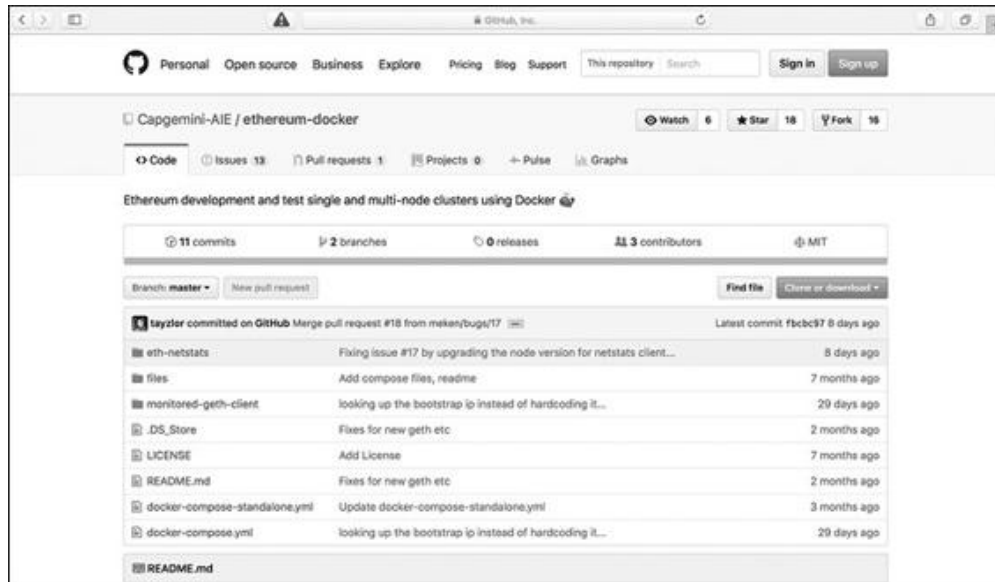 GitHub, Inc.
Personal Open source Business Explore Pricing Blog Support This repository Search Sign in Sign up
Capgemini-AIE / ethereum-docker Watch 6 Star 18 Fork 16
Code Issues 13 Pull requests 1 Projects 0 Pulse Graphs
Ethereum development and test single and multi-node clusters using Docker
11 commits 2 branches 0 releases 3 contributors MIT
Branch: master New pull request Find file Clone or download
tayzlor committed on GitHub Merge pull request #18 from meken/bugs/17 ... Latest commit fbcbc97 8 days ago
eth-netstats Fixing issue #17 by upgrading the node version for netstats client... 8 days ago
files Add compose files, readme 7 months ago
monitored-geth-client looking up the bootstrap ip instead of hardcoding it... 29 days ago
.DS_Store Fixes for new geth etc 2 months ago
LICENSE Add License 7 months ago
README.md Fixes for new geth etc 2 months ago
docker-compose-standalone.yml Update docker-compose-standalone.yml 3 months ago
docker-compose.yml looking up the bootstrap ip instead of hardcoding it... 29 days ago
README.md